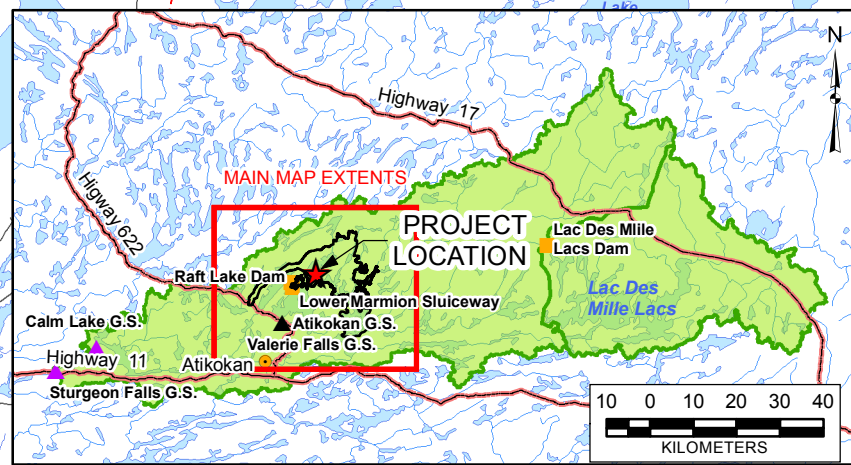 Lake
N
Highway 17
Higway 622
MAIN MAP EXTENTS
PROJECT
LOCATION
Lac Des Mlile
Lacs Dam
Raft Lake Dam
Lac Des
Mille Lacs
Lower Marmion Sluiceway
Calm Lake G.S.
Atikokan G.S.
Valerie Falls G.S.
Highway 11
Atikokan
Sturgeon Falls G.S.
10 0 10 20 30 40
KILOMETERS